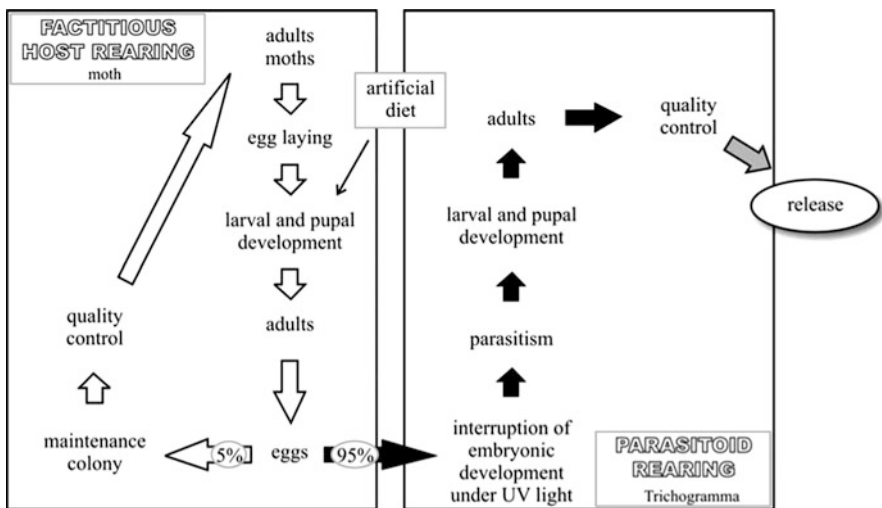 FACTITIOUS
HOST REARING
moth
adults
moths
egg laying
larval and pupal
development
adults
eggs
5%
95%
maintenance
colony
quality
control
artificial
diet
interruption of
embryonic
development
under UV light
parasitism
larval and pupal
development
adults
quality
control
release
PARASITOID
REARING
Trichogramma